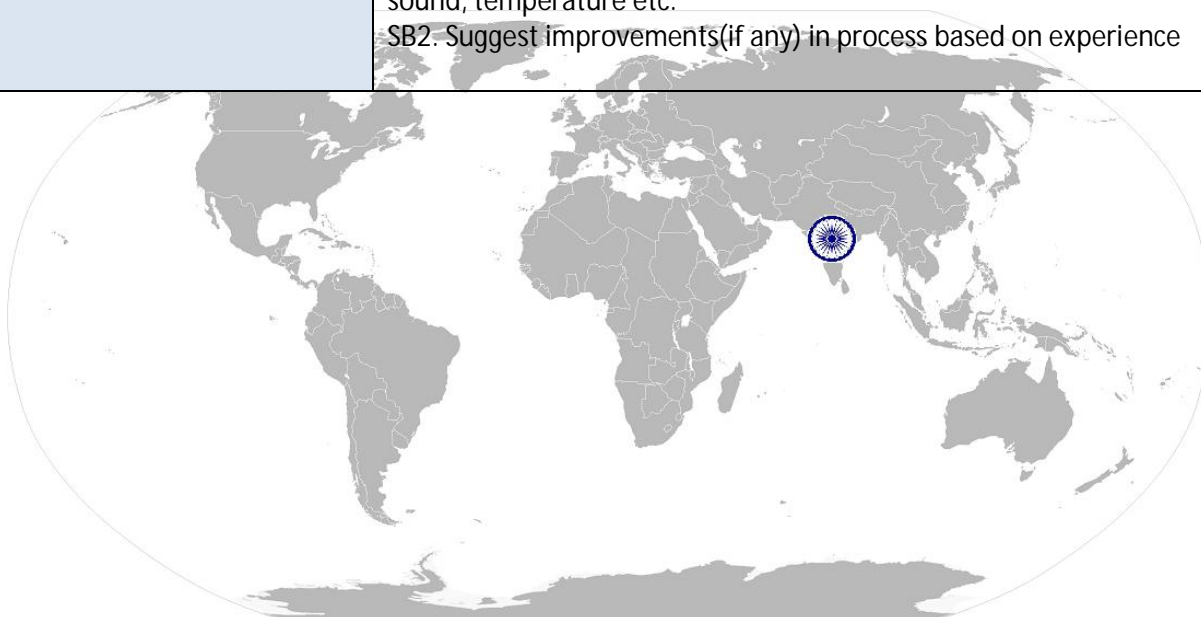 sound, temperature etc.
SB2. Suggest improvements(if any) in process based on experience